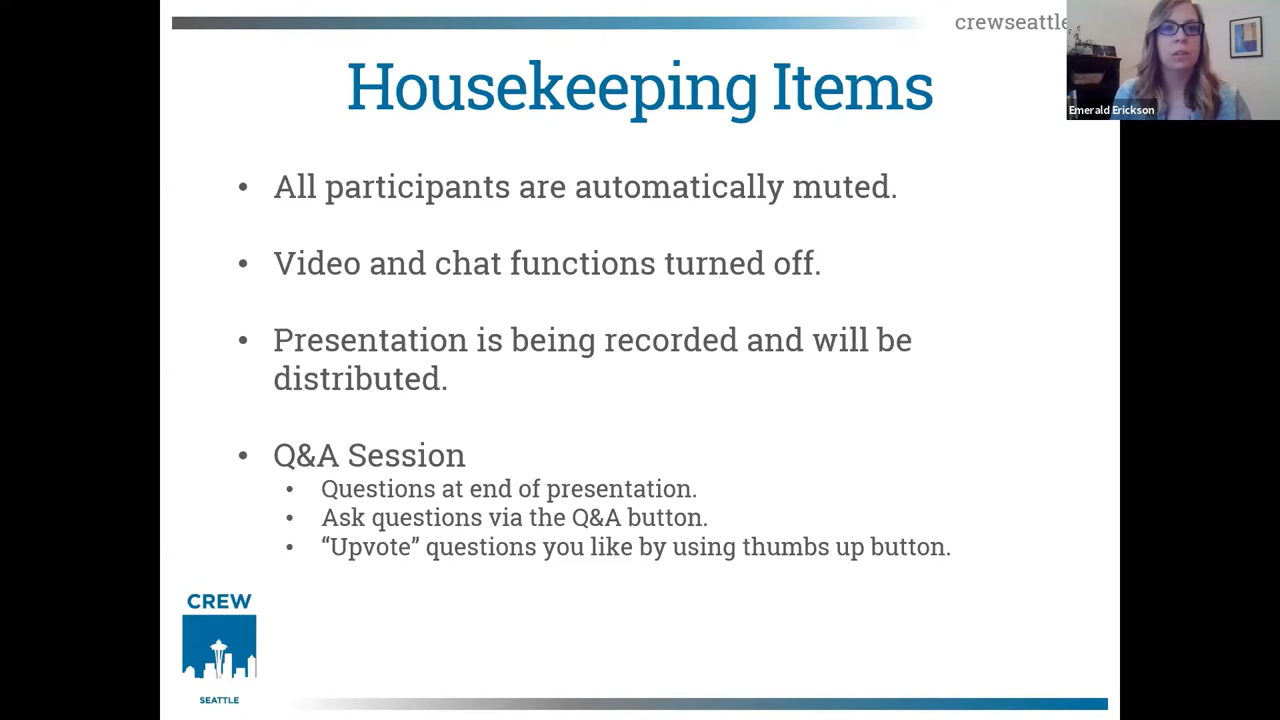 crewseattle
Emerald Erickson
Housekeeping Items
• All participants are automatically muted.
• Video and chat functions turned off.
• Presentation is being recorded and will be
distributed.
• Q&A Session
• Questions at end of presentation.
• Ask questions via the Q&A button.
• “Upvote” questions you like by using thumbs up button.
CREW
SEATTLE